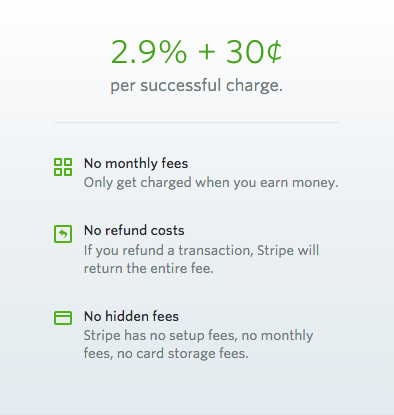 2.9% + 30¢
per successful charge.
No monthly fees
Only get charged when you earn money.
No refund costs
If you refund a transaction, Stripe will
return the entire fee.
No hidden fees
Stripe has no setup fees, no monthly
fees, no card storage fees.